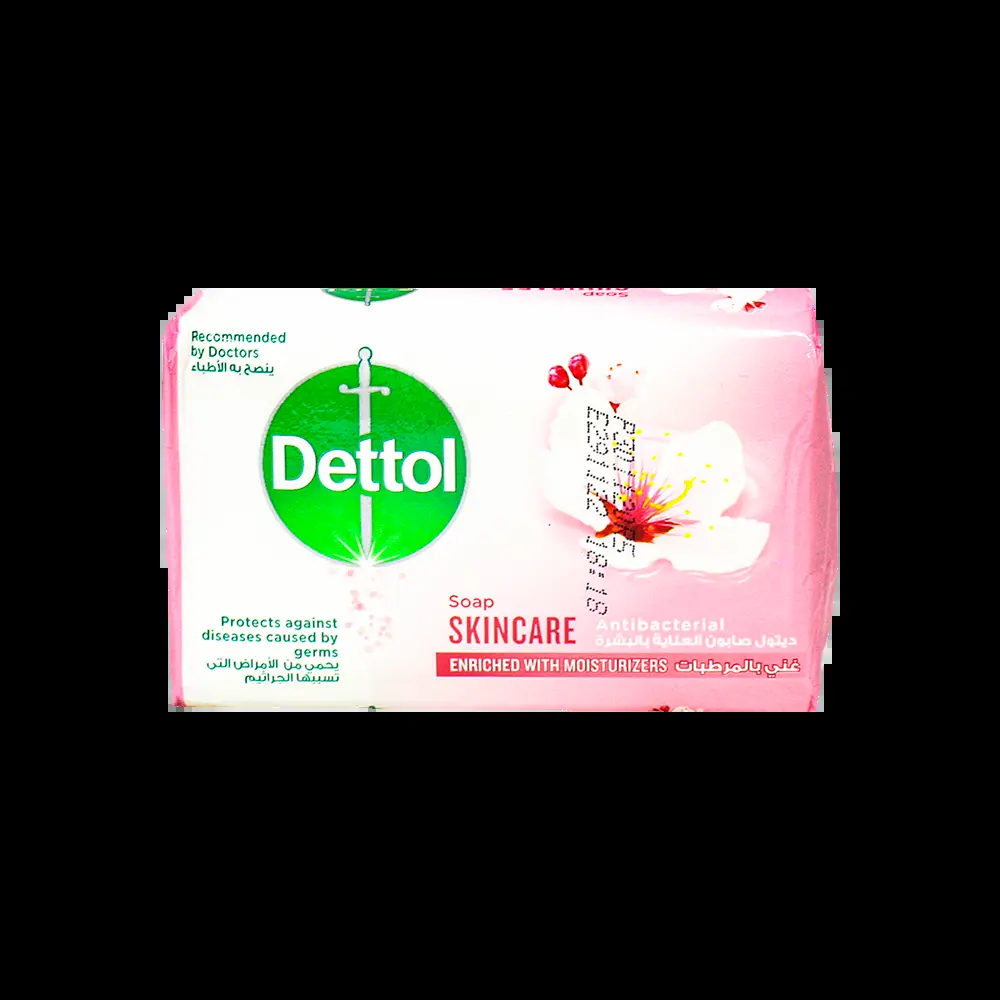 Soap
Recommended
by Doctors
ينصح به الأطباء
Dettol
Soap
SKINCARE
Antibacterial
ديتول صابون العناية بالبشرة
ENRICHED WITH MOISTURIZERS غني بالمرطبات
Protects against
diseases caused by
germs
يحمي من الأمراض التي
تسببها الجراثيم